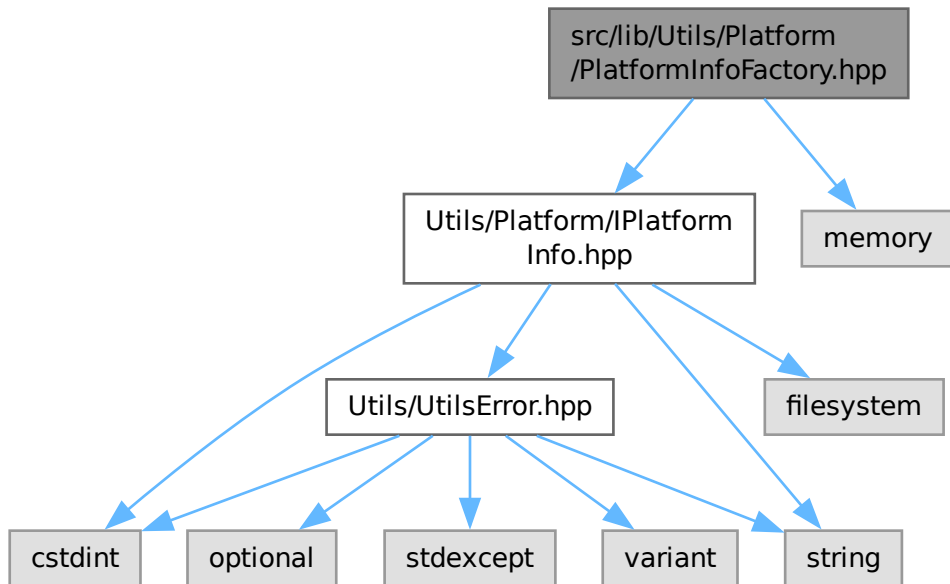 src/lib/Utils/Platform
/PlatformInfoFactory.hpp
Utils/Platform/IPlatform
Info.hpp
memory
Utils/UtilsError.hpp
filesystem
cstdint
optional
stdexcept
variant
string